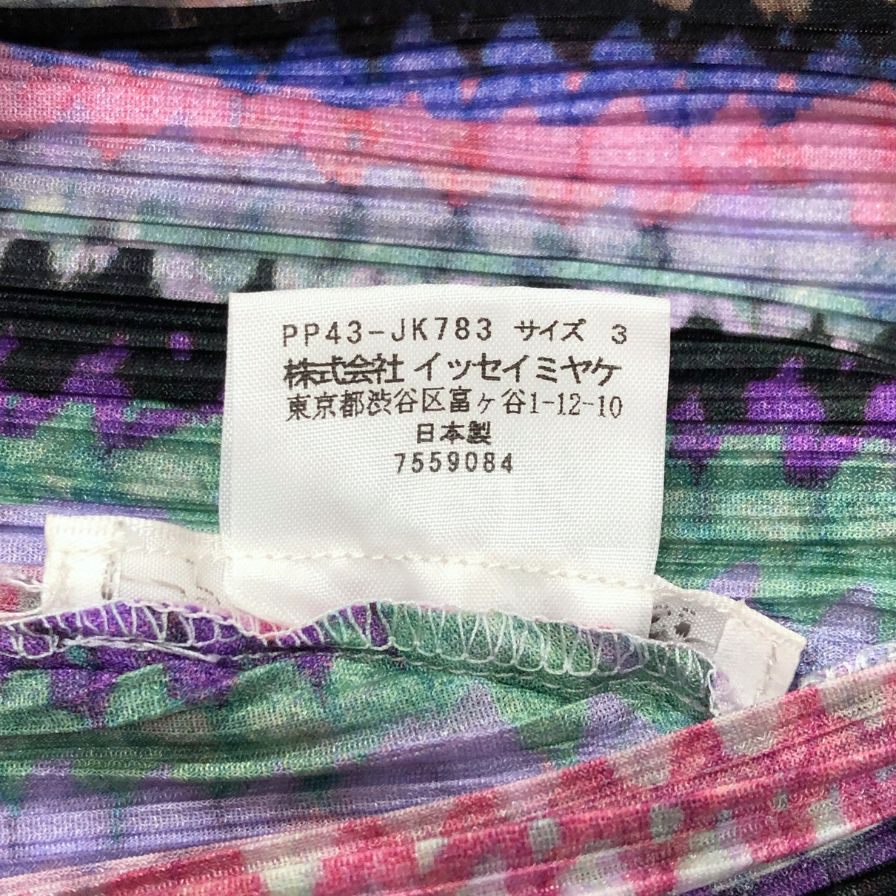 PP43-JK783 サイズ 3
株式会社 イッセイミヤケ
東京都渋谷区富ヶ谷1-12-10
日本製
7559084